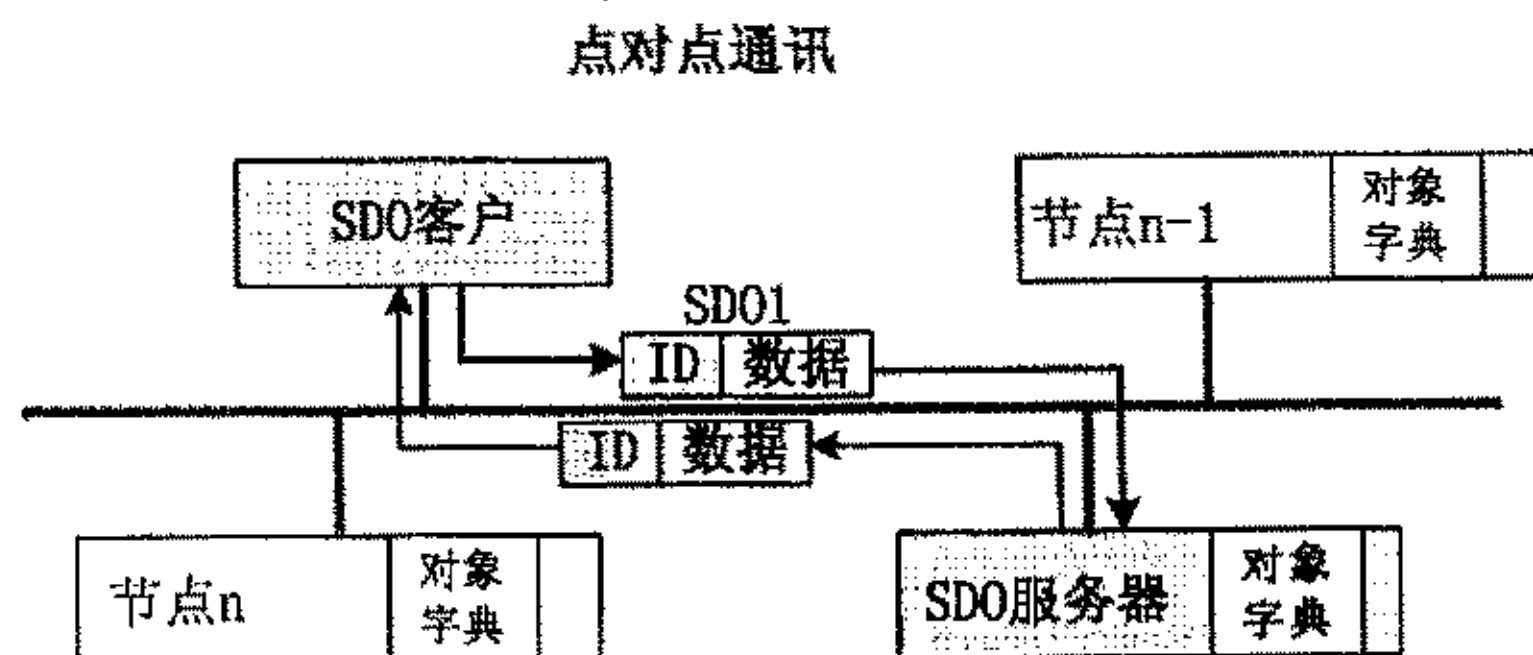 点对点通讯
SDO客户
节点n-1
对象
字典
SDO1
ID 数据
ID 数据
节点n
对象
字典
SDO服务器
对象
字典